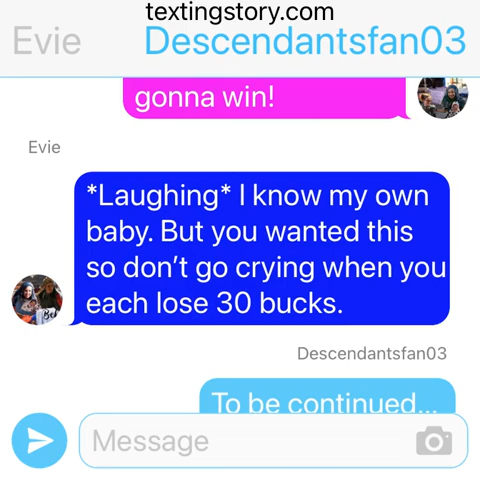 textingstory.com
Evie Descendantsfan03
gonna win!
Evie
*Laughing* I know my own
baby. But you wanted this
so don't go crying when you
each lose 30 bucks.
Descendantsfan03
To be continued...
Message